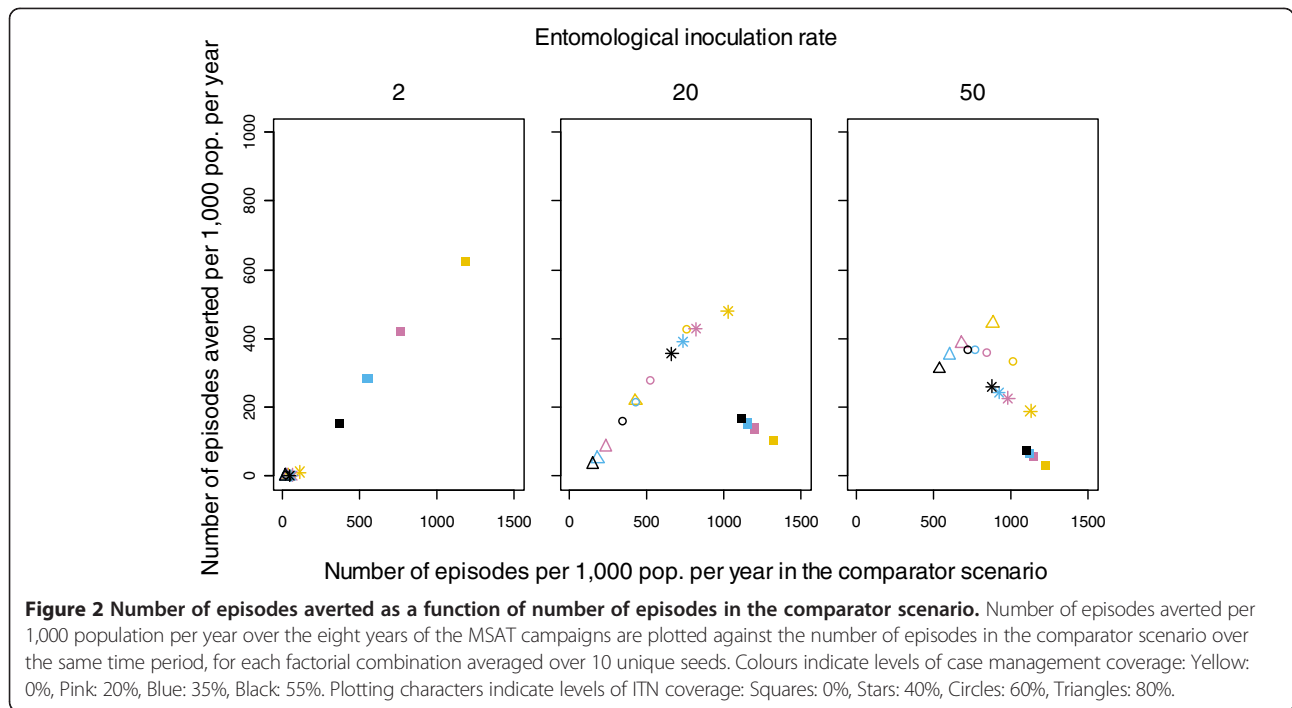 Entomological inoculation rate
2 20 50
Number of episodes averted per 1,000 pop. per year
1000
800
600
400
200
0
0 500 1000 1500 0 500 1000 1500 0 500 1000 1500
Number of episodes per 1,000 pop. per year in the comparator scenario
Figure 2 Number of episodes averted as a function of number of episodes in the comparator scenario. Number of episodes averted per
1,000 population per year over the eight years of the MSAT campaigns are plotted against the number of episodes in the comparator scenario over
the same time period, for each factorial combination averaged over 10 unique seeds. Colours indicate levels of case management coverage: Yellow:
0%, Pink: 20%, Blue: 35%, Black: 55%. Plotting characters indicate levels of ITN coverage: Squares: 0%, Stars: 40%, Circles: 60%, Triangles: 80%.